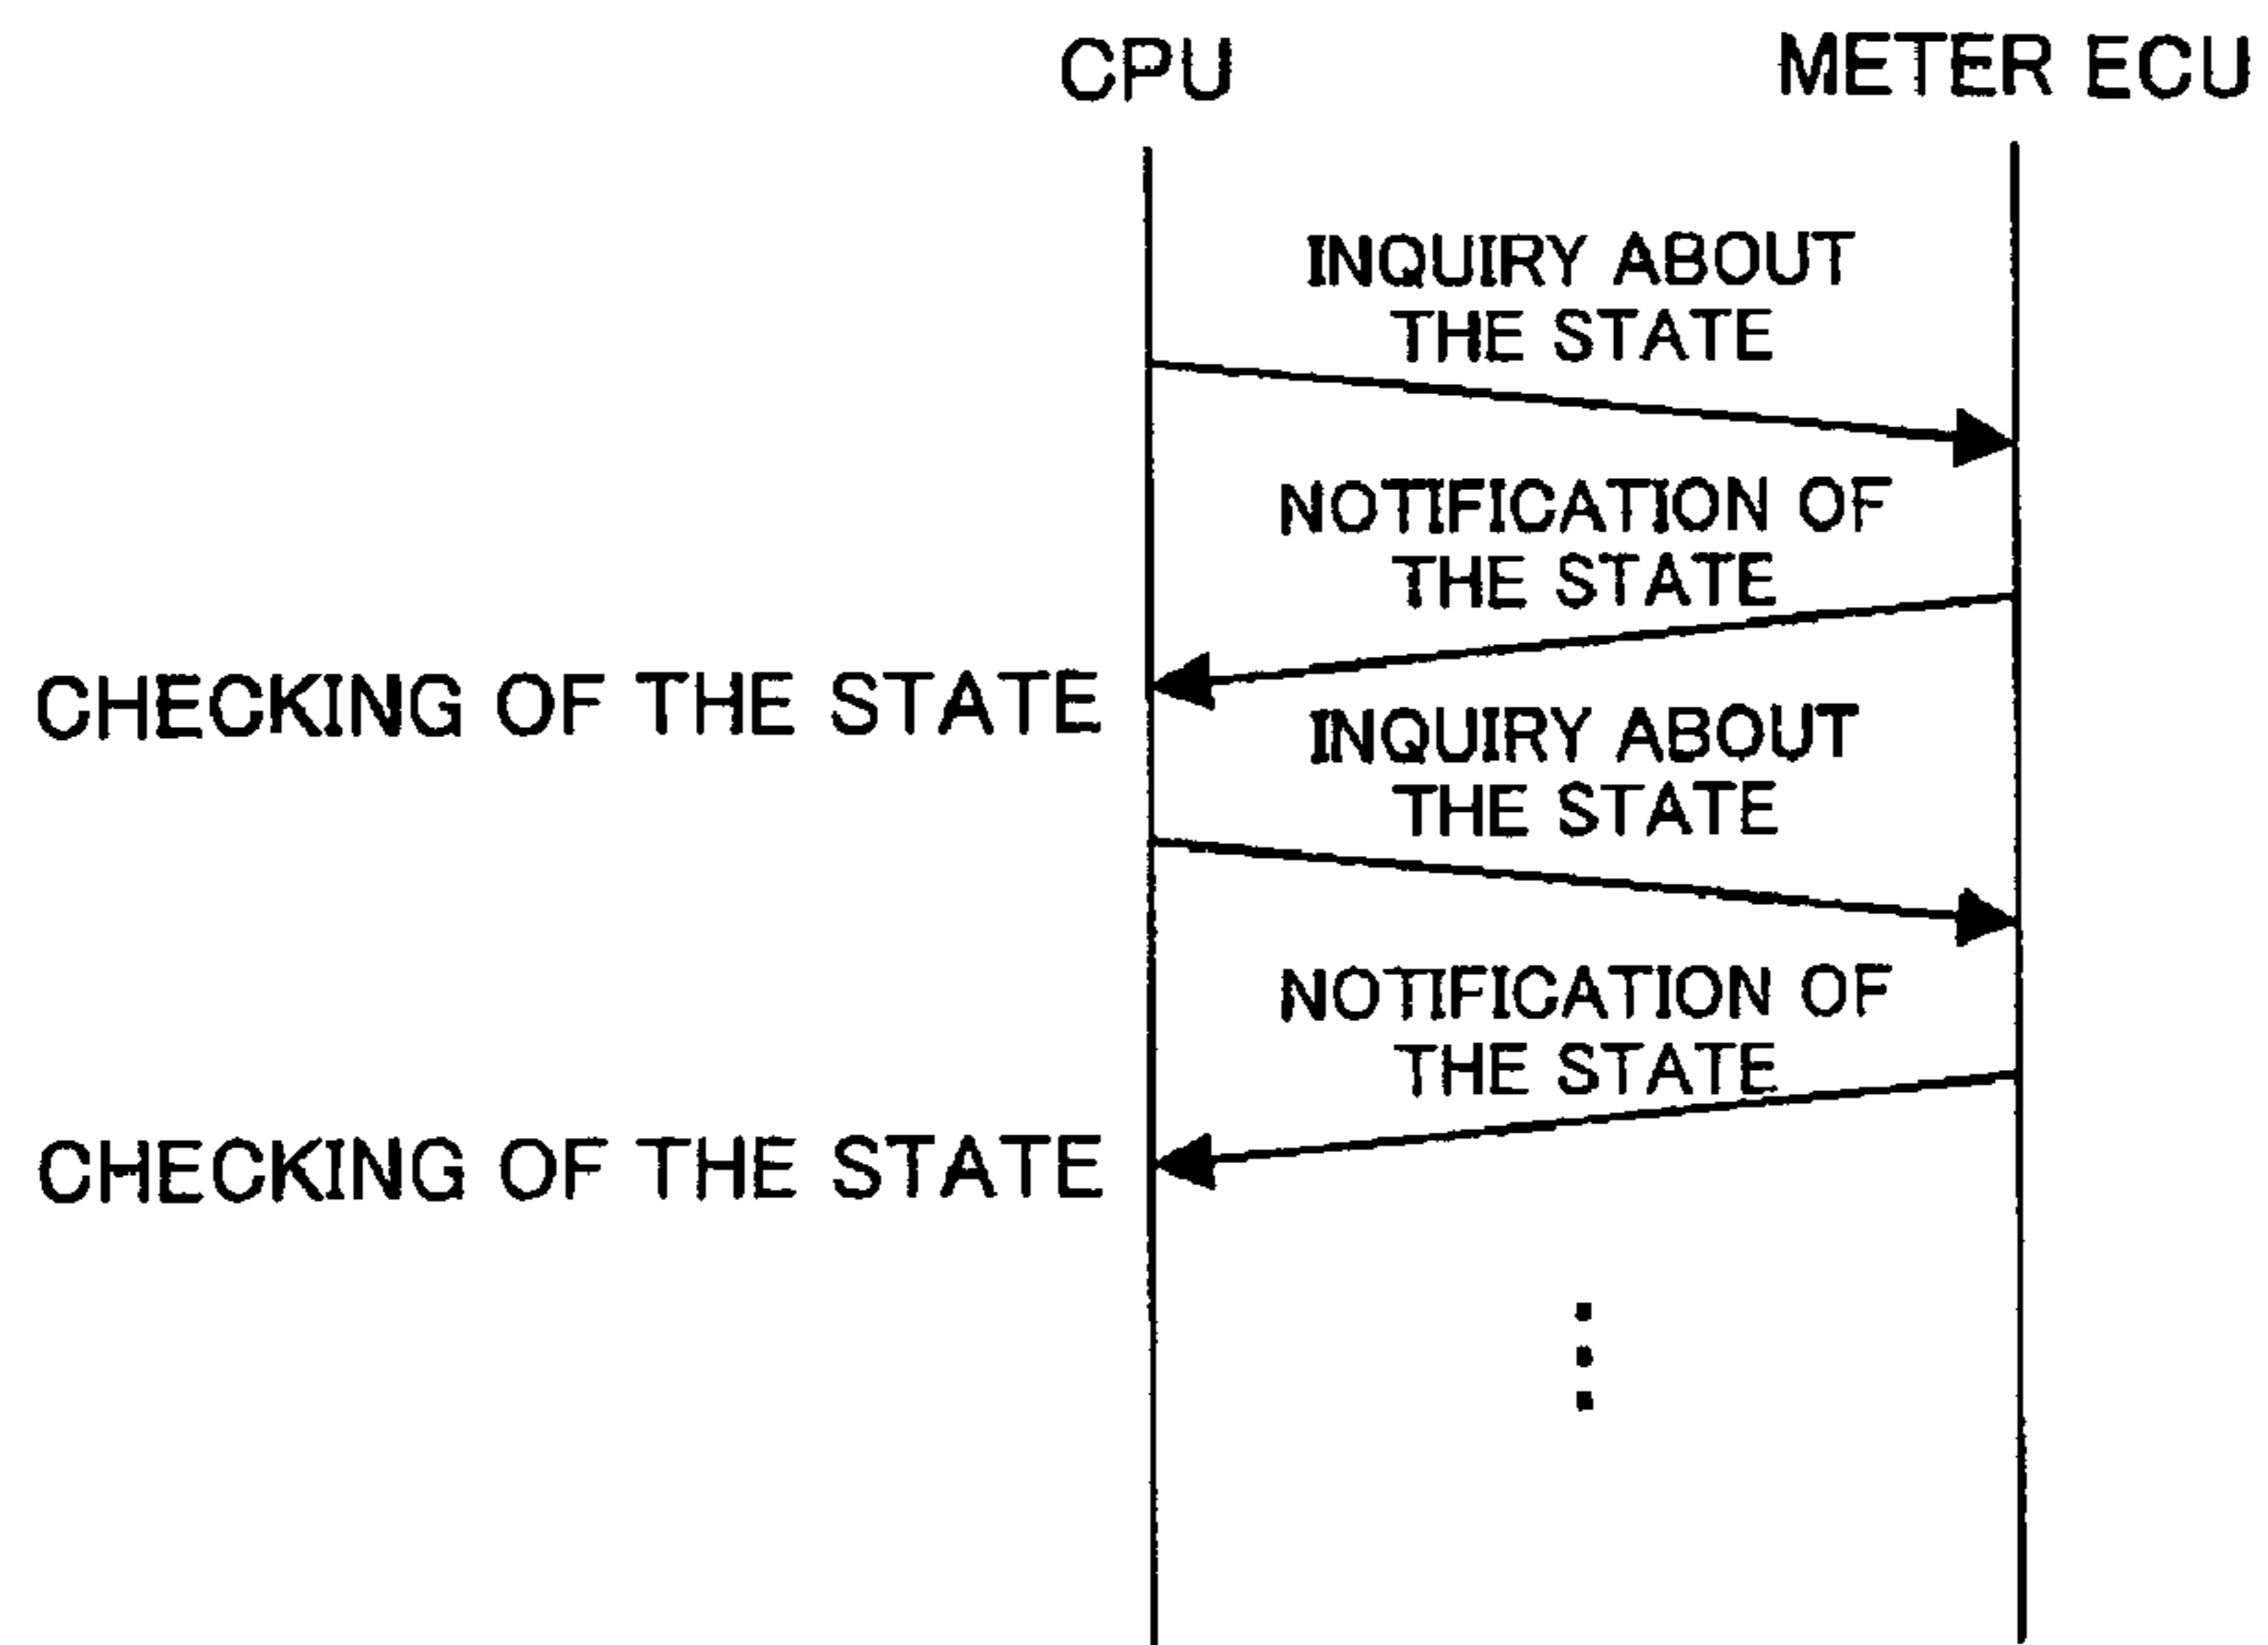 CPU
METER ECU
INQUIRY ABOUT
THE STATE
NOTIFICATION OF
THE STATE
CHECKING OF THE STATE
INQUIRY ABOUT
THE STATE
NOTIFICATION OF
THE STATE
CHECKING OF THE STATE